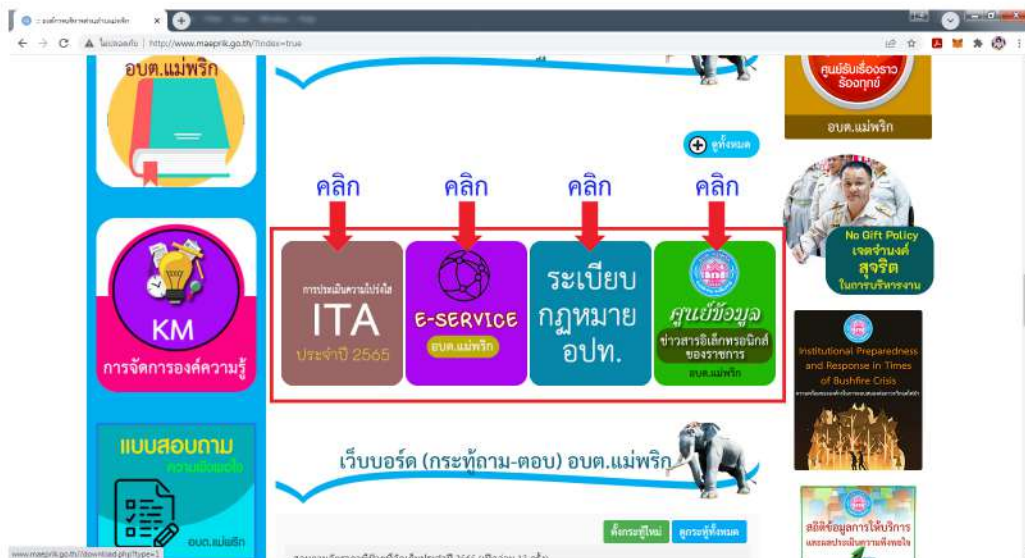 http://www.maeprik.go.th/?index=true
อบต.แม่พริก
ศูนย์รับเรื่องราว
ร้องทุกข์
อบต.แม่พริก
ดูทั้งหมด
คลิก คลิก คลิก คลิก
การประเมินความโปร่งใส
ITA
ประจำปี 2565
E-SERVICE
อบต.แม่พริก
ระเบียบ
กฎหมาย
อปท.
ศูนย์ข้อมูล
ข่าวสารอิเล็กทรอนิกส์
ของราชการ
อบต.แม่พริก
No Gift Policy
เจตจำนงค์
สุจริต
ในการบริหารงาน
KM
การจัดการองค์ความรู้
Institutional Preparedness
and Response in Times
of Bushfire Crisis
แบบสอบถาม
ความพึงพอใจ
อบต.แม่พริก
เว็บบอร์ด (กระทู้ถาม-ตอบ) อบต.แม่พริก
ตั้งกระทู้ใหม่ ดูกระทู้ทั้งหมด
สถิติข้อมูลการให้บริการ
และผลประเมินความพึงพอใจ
www.maeprik.go.th/download.php?type=1